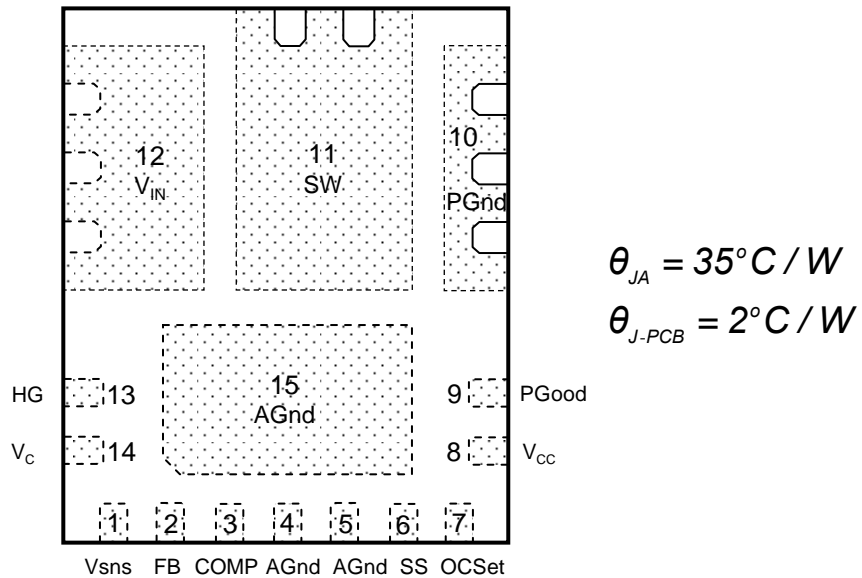 12
V_IN
11
SW
10
PGnd
θ_JA = 35°C / W
θ_J-PCB = 2°C / W
HG
13
15
AGnd
9
PGood
V_C
14
8
V_CC
1
2
3
4
5
6
7
Vsns FB COMP AGnd AGnd SS OCSet